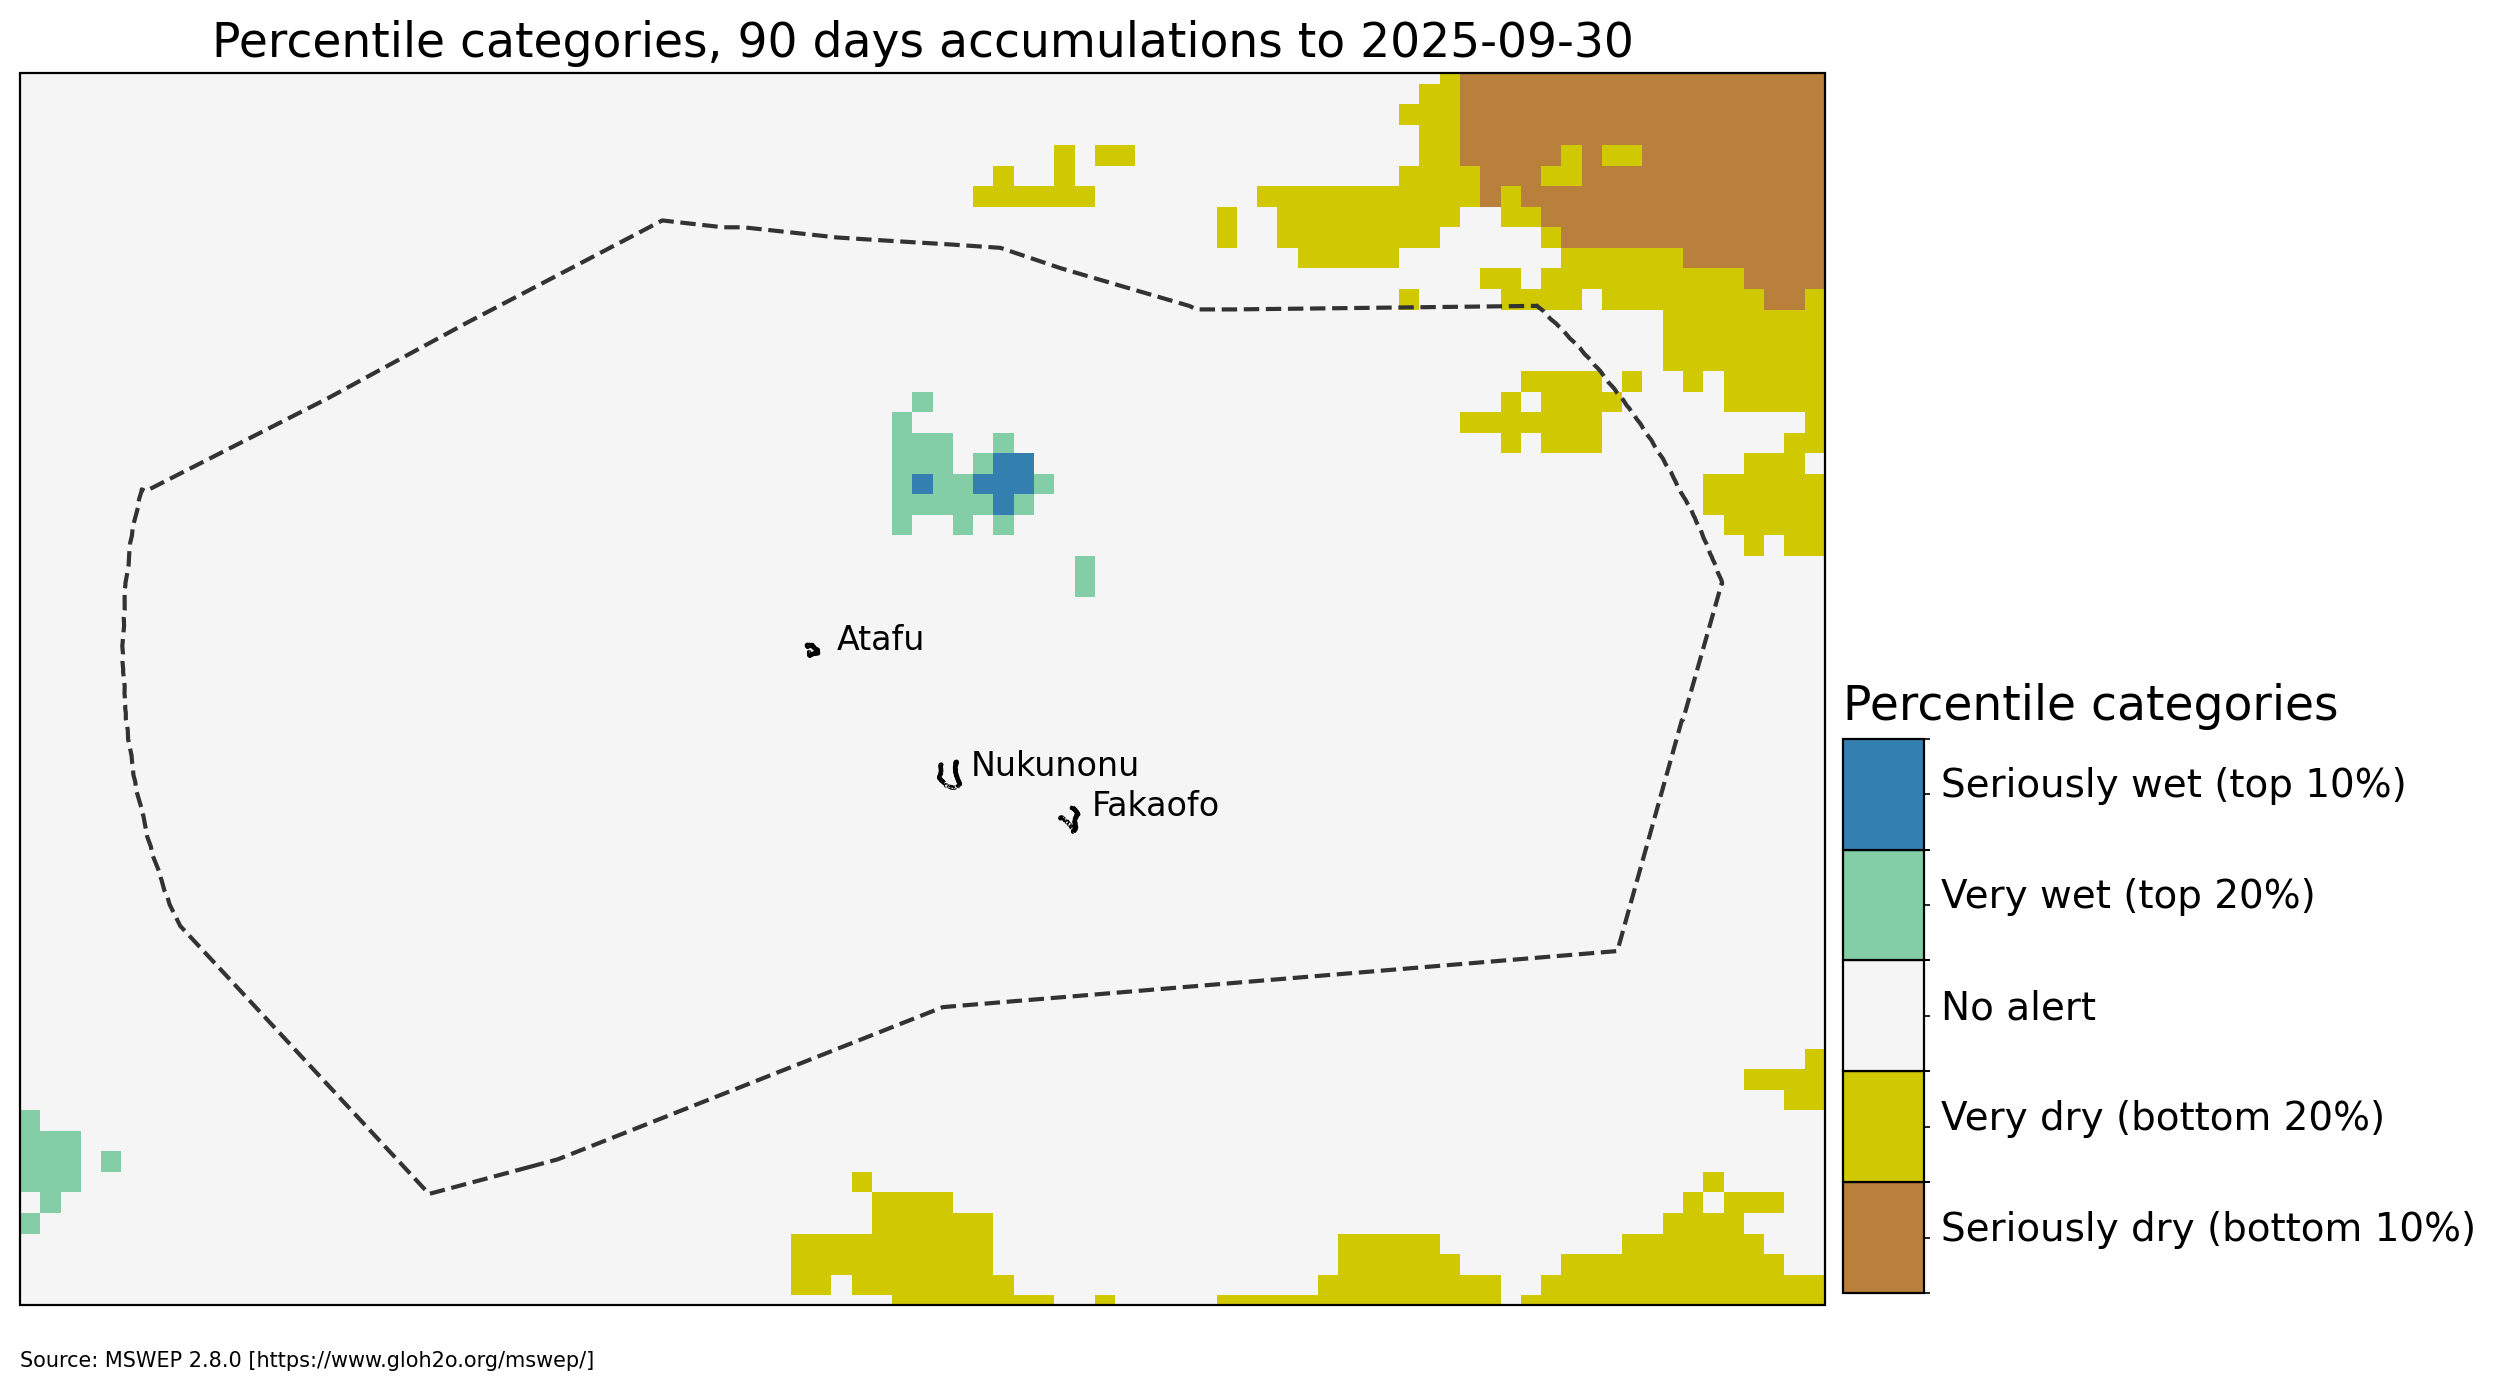 Percentile categories, 90 days accumulations to 2025-09-30
Atafu
Nukunonu
Fakaofo
Percentile categories
Seriously wet (top 10%)
Very wet (top 20%)
No alert
Very dry (bottom 20%)
Seriously dry (bottom 10%)
Source: MSWEP 2.8.0 [https://www.gloh2o.org/mswep/]